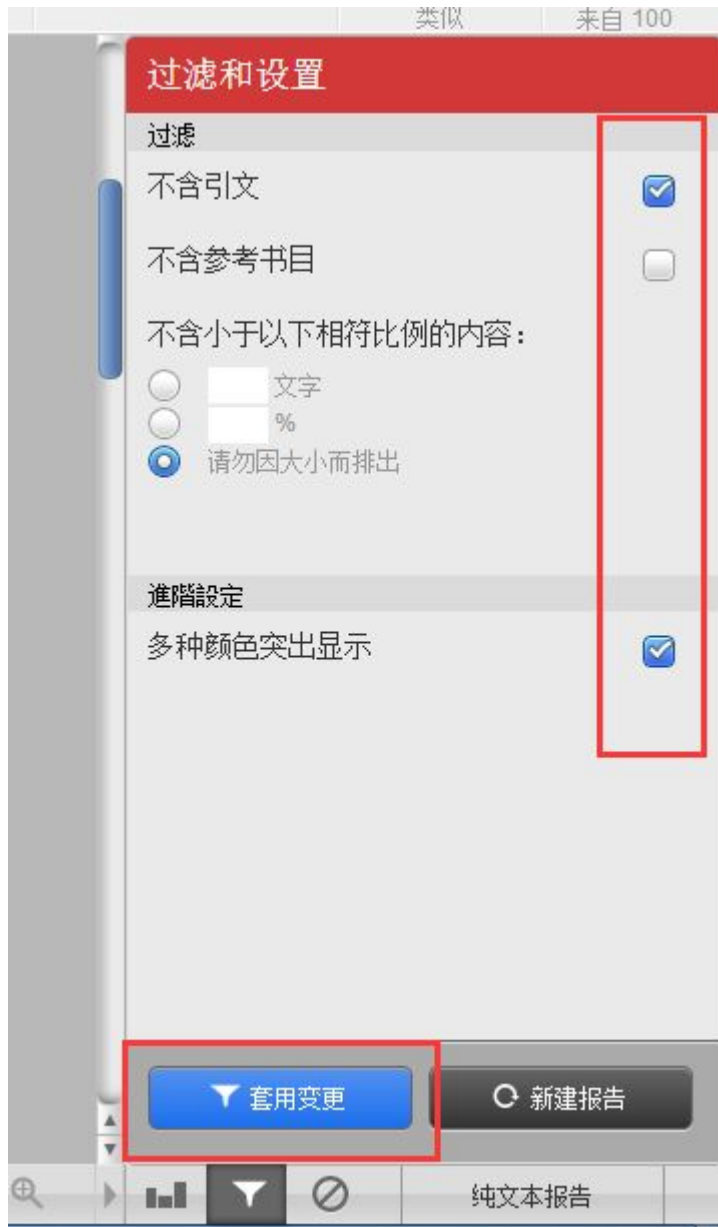 类似 来自 100
过滤和设置
过滤
不含引文
不含参考书目
不含小于以下相符比例的内容：
文字
%
请勿因大小而排出
進階設定
多种颜色突出显示
套用变更 新建报告
纯文本报告